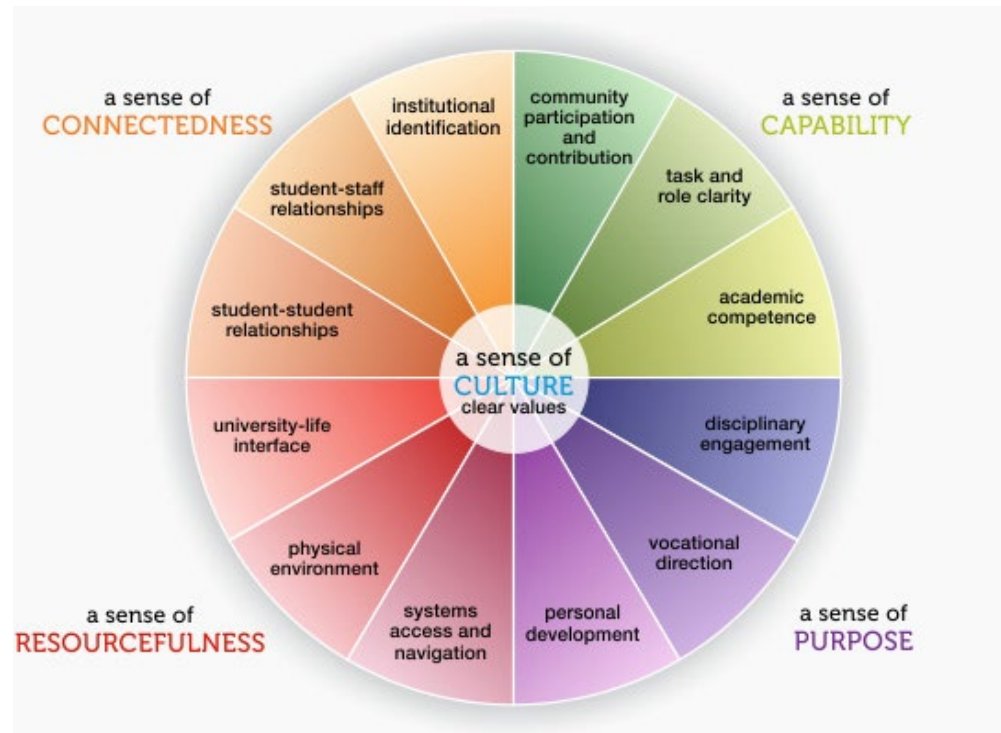 a sense of
CONNECTEDNESS
institutional
identification
student-staff
relationships
student-student
relationships
a sense of
CAPABILITY
community
participation
and
contribution
task and
role clarity
academic
competence
a sense of
CULTURE
clear values
a sense of
RESOURCEFULNESS
university-life
interface
physical
environment
systems
access and
navigation
a sense of
PURPOSE
disciplinary
engagement
vocational
direction
personal
development